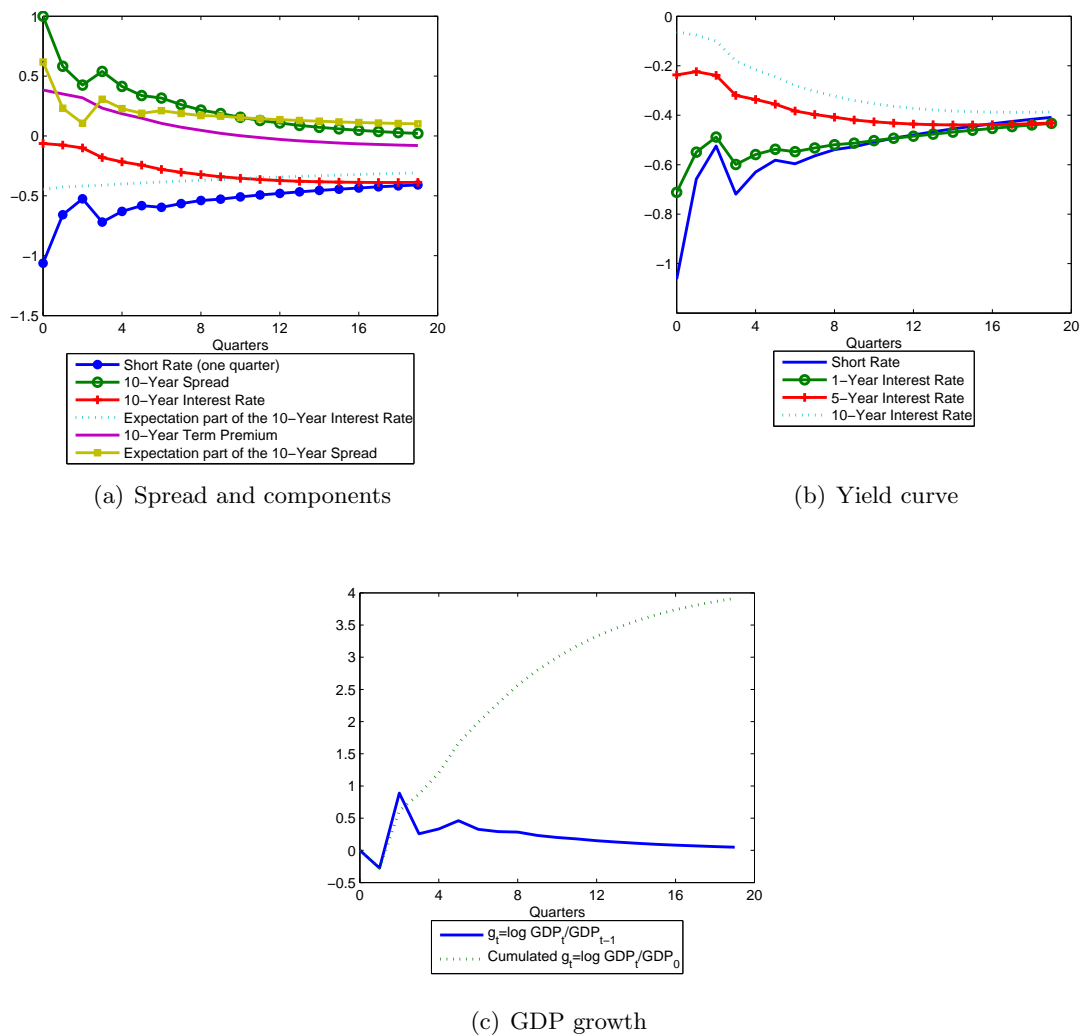 1
0.5
0
−0.5
−1
−1.5
0 4 8 12 16 20
Quarters
Short Rate (one quarter)
10−Year Spread
10−Year Interest Rate
Expectation part of the 10−Year Interest Rate
10−Year Term Premium
Expectation part of the 10−Year Spread
(a) Spread and components
0
−0.2
−0.4
−0.6
−0.8
−1
0 4 8 12 16 20
Quarters
Short Rate
1−Year Interest Rate
5−Year Interest Rate
10−Year Interest Rate
(b) Yield curve
4
3.5
3
2.5
2
1.5
1
0.5
0
−0.5
0 4 8 12 16 20
Quarters
g_t=log GDP_t/GDP_{t−1}
Cumulated g_t=log GDP_t/GDP_0
(c) GDP growth